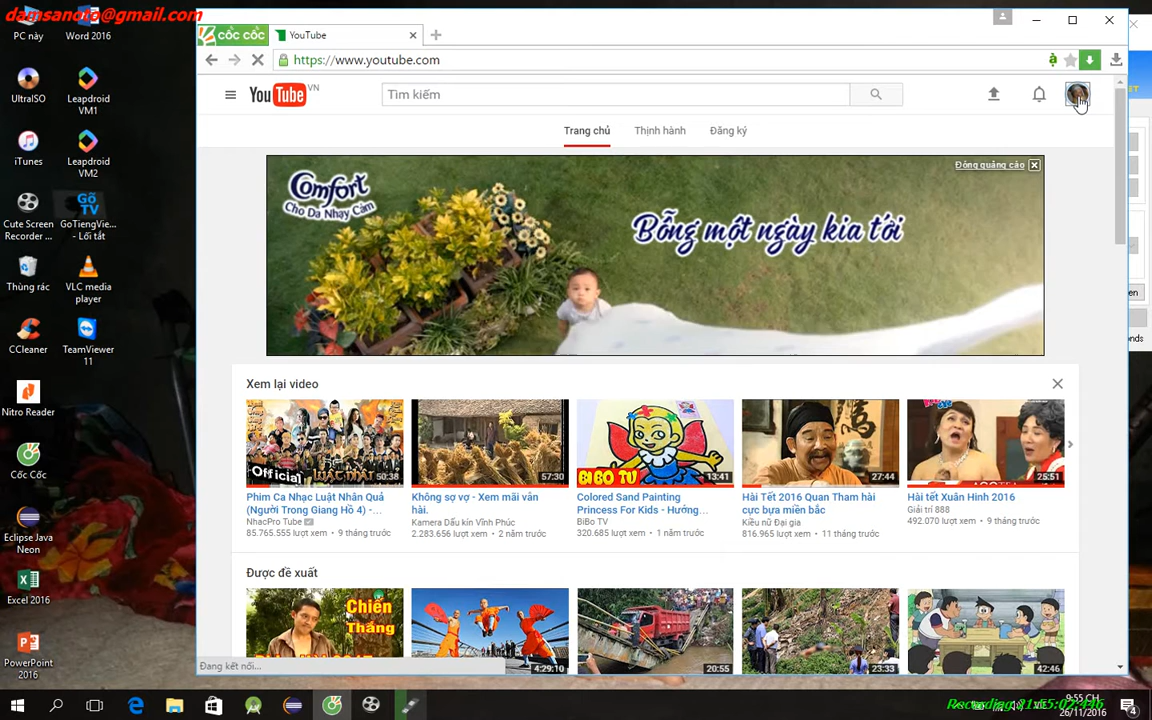 damsanoto@gmail.com
PC này
Word 2016
UltraISO
Leapdroid VM1
iTunes
Leapdroid VM2
Cute Screen Recorder ...
GoTiengVie... - Lối tắt
Thùng rác
VLC media player
CCleaner
TeamViewer 11
Nitro Reader
Cốc Cốc
Eclipse Java Neon
Excel 2016
PowerPoint 2016
CỐC CỐC
YouTube
https://www.youtube.com
YouTube VN
Tìm kiếm
Trang chủ
Thịnh hành
Đăng ký
Đóng quảng cáo
Comfort
Cho Da Nhạy Cảm
Bỗng một ngày kia tới
Xem lại video
Official
50:38
57:30
BIBO TV
13:41
27:44
25:51
Phim Ca Nhạc Luật Nhân Quả (Người Trong Giang Hồ 4) -...
NhacPro Tube
85.765.555 lượt xem • 9 tháng trước
Không sợ vợ - Xem mãi vẫn hài.
Kamera Dấu kín Vĩnh Phúc
2.283.656 lượt xem • 2 năm trước
Colored Sand Painting Princess For Kids - Hướng...
BiBo TV
320.685 lượt xem • 1 năm trước
Hài Tết 2016 Quan Tham hài cực bựa miền bắc
Kiều nữ Đại gia
816.965 lượt xem • 11 tháng trước
Hài tết Xuân Hinh 2016
Giải trí 888
492.070 lượt xem • 9 tháng trước
Được đề xuất
Chiến Thắng
4:29:10
20:55
23:33
42:46
Đang kết nối...
9:55 CH
26/11/2016
4